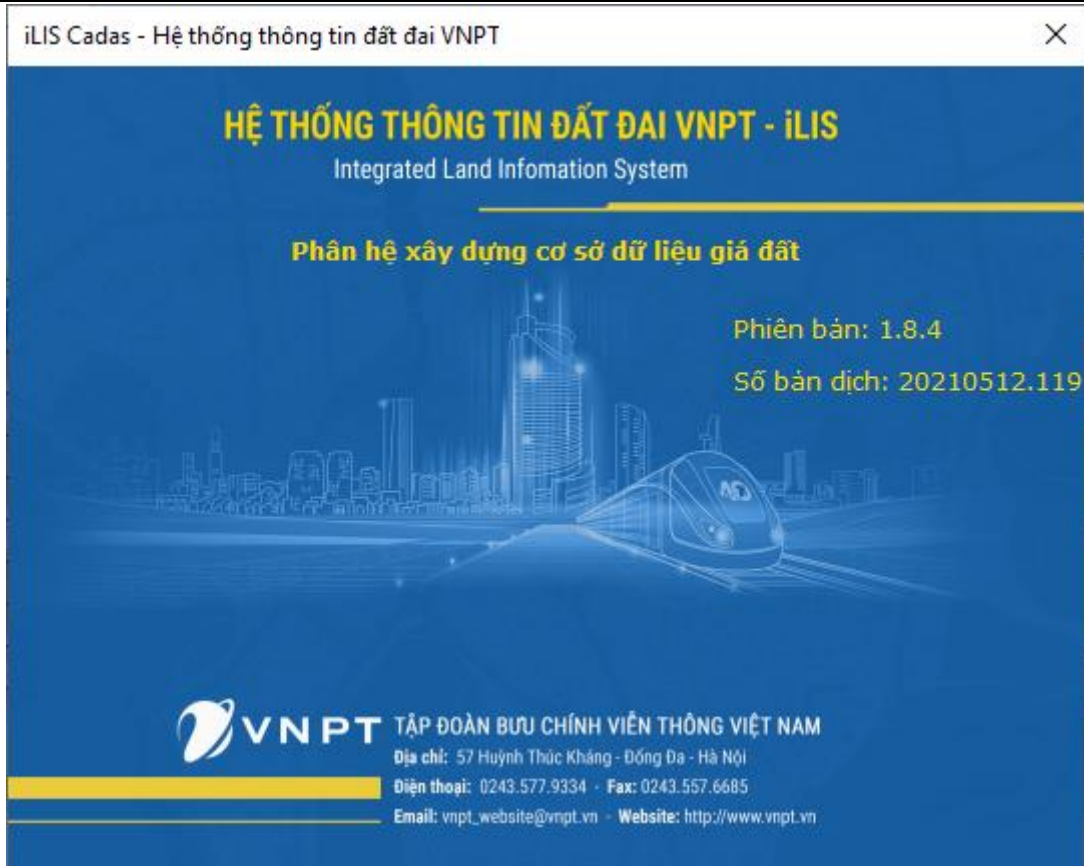 iLIS Cadas - Hệ thống thông tin đất đai VNPT
HỆ THỐNG THÔNG TIN ĐẤT ĐAI VNPT - iLIS
Integrated Land Infomation System
Phân hệ xây dựng cơ sở dữ liệu giá đất
Phiên bản: 1.8.4
Số bản dịch: 20210512.119
VNPT TẬP ĐOÀN BƯU CHÍNH VIỄN THÔNG VIỆT NAM
Địa chỉ: 57 Huỳnh Thúc Kháng - Đống Đa - Hà Nội
Điện thoại: 0243.577.9334 - Fax: 0243.557.6685
Email: vnpt_website@vnpt.vn - Website: http://www.vnpt.vn